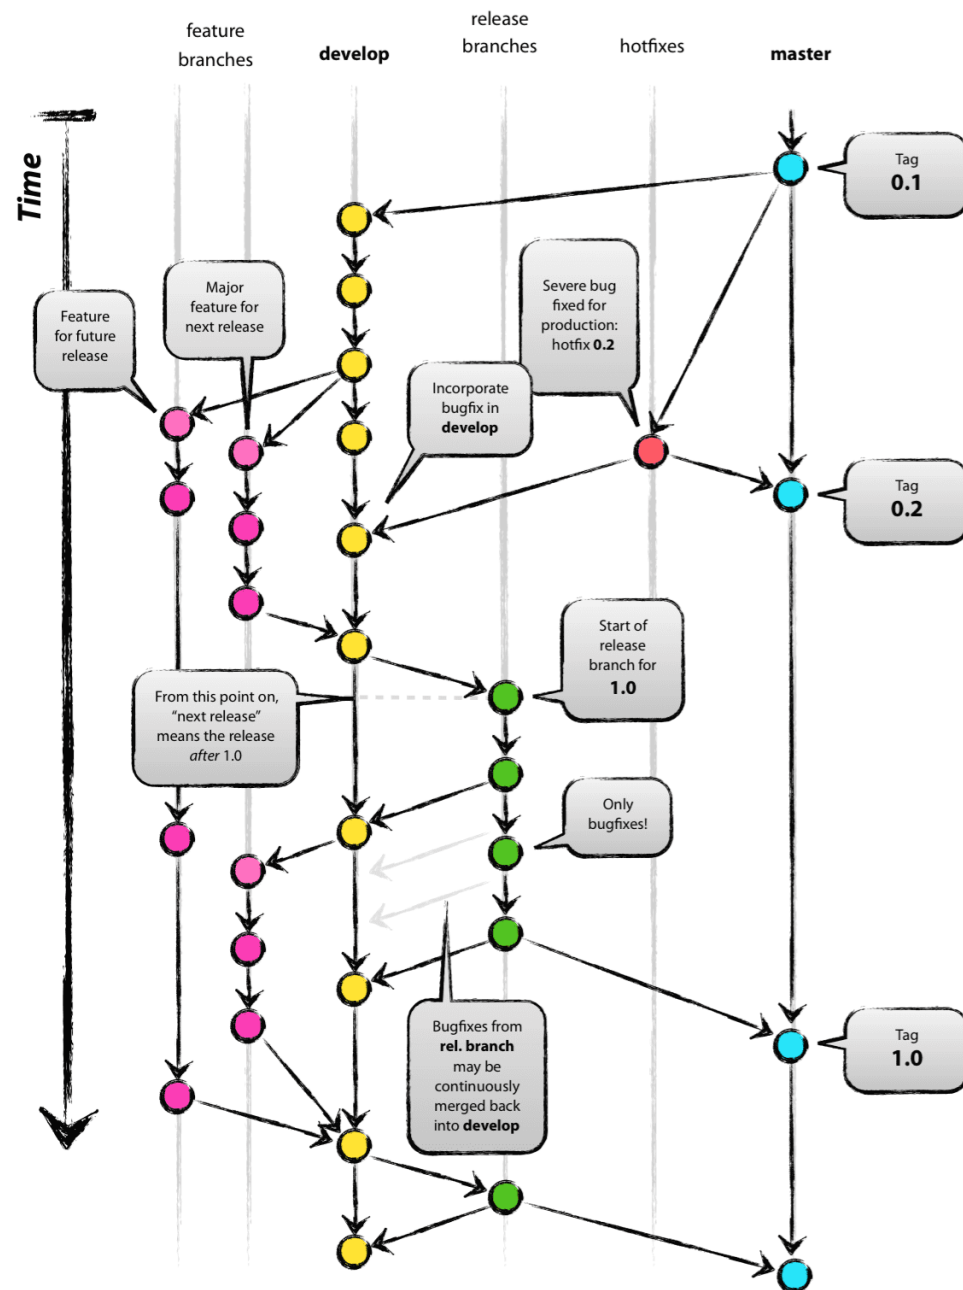 feature
branches
develop
release
branches
hotfixes
master
Time
Tag
0.1
Severe bug
fixed for
production:
hotfix 0.2
Major
feature for
next release
Feature
for future
release
Incorporate
bugfix in
develop
Tag
0.2
Start of
release
branch for
1.0
From this point on,
“next release”
means the release
after 1.0
Only
bugfixes!
Bugfixes from
rel. branch
may be
continuously
merged back
into develop
Tag
1.0